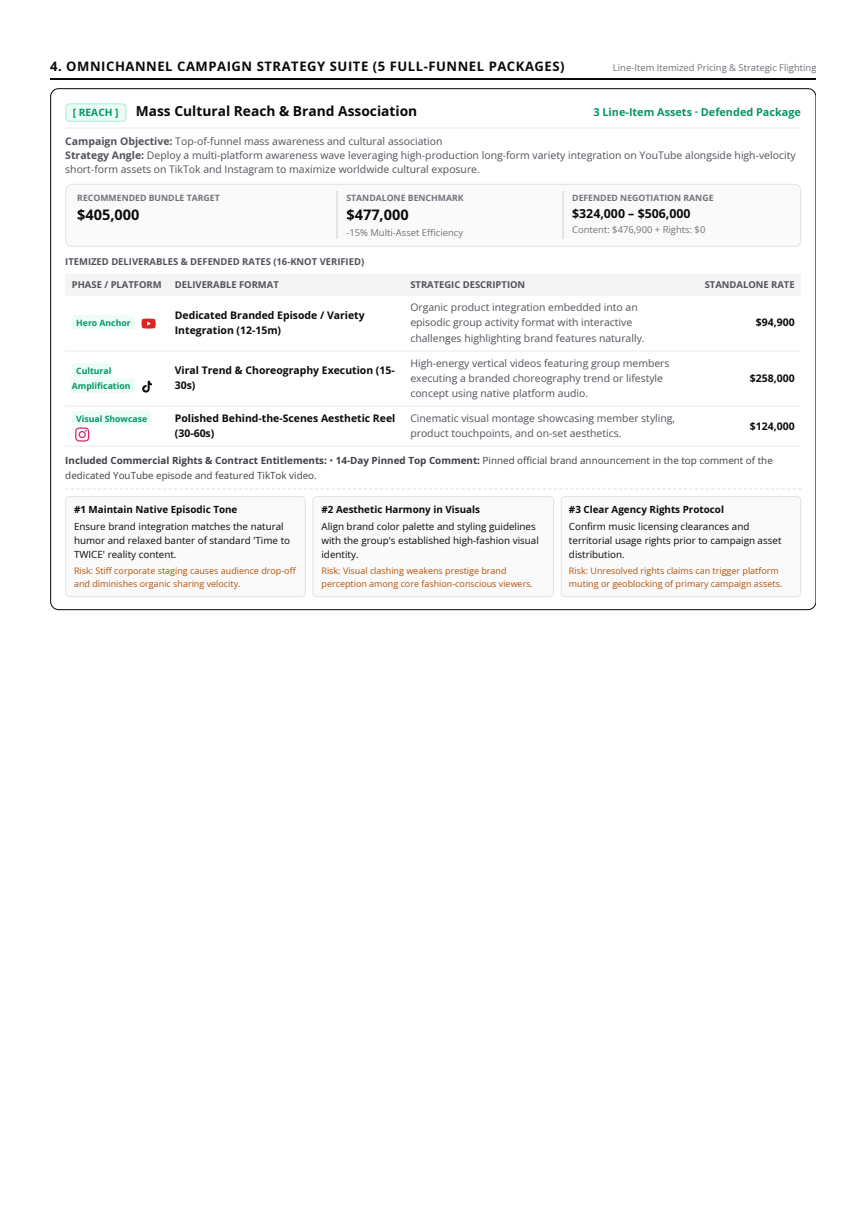 4. OMNICHANNEL CAMPAIGN STRATEGY SUITE (5 FULL-FUNNEL PACKAGES)
Line-Item Itemized Pricing & Strategic Flighting
[ REACH ]
Mass Cultural Reach & Brand Association
3 Line-Item Assets · Defended Package
Campaign Objective: Top-of-funnel mass awareness and cultural association
Strategy Angle: Deploy a multi-platform awareness wave leveraging high-production long-form variety integration on YouTube alongside high-velocity
short-form assets on TikTok and Instagram to maximize worldwide cultural exposure.
RECOMMENDED BUNDLE TARGET
$405,000
STANDALONE BENCHMARK
$477,000
-15% Multi-Asset Efficiency
DEFENDED NEGOTIATION RANGE
$324,000 – $506,000
Content: $476,900 + Rights: $0
ITEMIZED DELIVERABLES & DEFENDED RATES (16-KNOT VERIFIED)
PHASE / PLATFORM
DELIVERABLE FORMAT
STRATEGIC DESCRIPTION
STANDALONE RATE
Hero Anchor
Dedicated Branded Episode / Variety
Integration (12-15m)
Organic product integration embedded into an
episodic group activity format with interactive
challenges highlighting brand features naturally.
$94,900
Cultural
Amplification
Viral Trend & Choreography Execution (15-
30s)
High-energy vertical videos featuring group members
executing a branded choreography trend or lifestyle
concept using native platform audio.
$258,000
Visual Showcase
Polished Behind-the-Scenes Aesthetic Reel
(30-60s)
Cinematic visual montage showcasing member styling,
product touchpoints, and on-set aesthetics.
$124,000
Included Commercial Rights & Contract Entitlements: • 14-Day Pinned Top Comment: Pinned official brand announcement in the top comment of the
dedicated YouTube episode and featured TikTok video.
#1 Maintain Native Episodic Tone
Ensure brand integration matches the natural
humor and relaxed banter of standard 'Time to
TWICE' reality content.
Risk: Stiff corporate staging causes audience drop-off
and diminishes organic sharing velocity.
#2 Aesthetic Harmony in Visuals
Align brand color palette and styling guidelines
with the group's established high-fashion visual
identity.
Risk: Visual clashing weakens prestige brand
perception among core fashion-conscious viewers.
#3 Clear Agency Rights Protocol
Confirm music licensing clearances and
territorial usage rights prior to campaign asset
distribution.
Risk: Unresolved rights claims can trigger platform
muting or geoblocking of primary campaign assets.